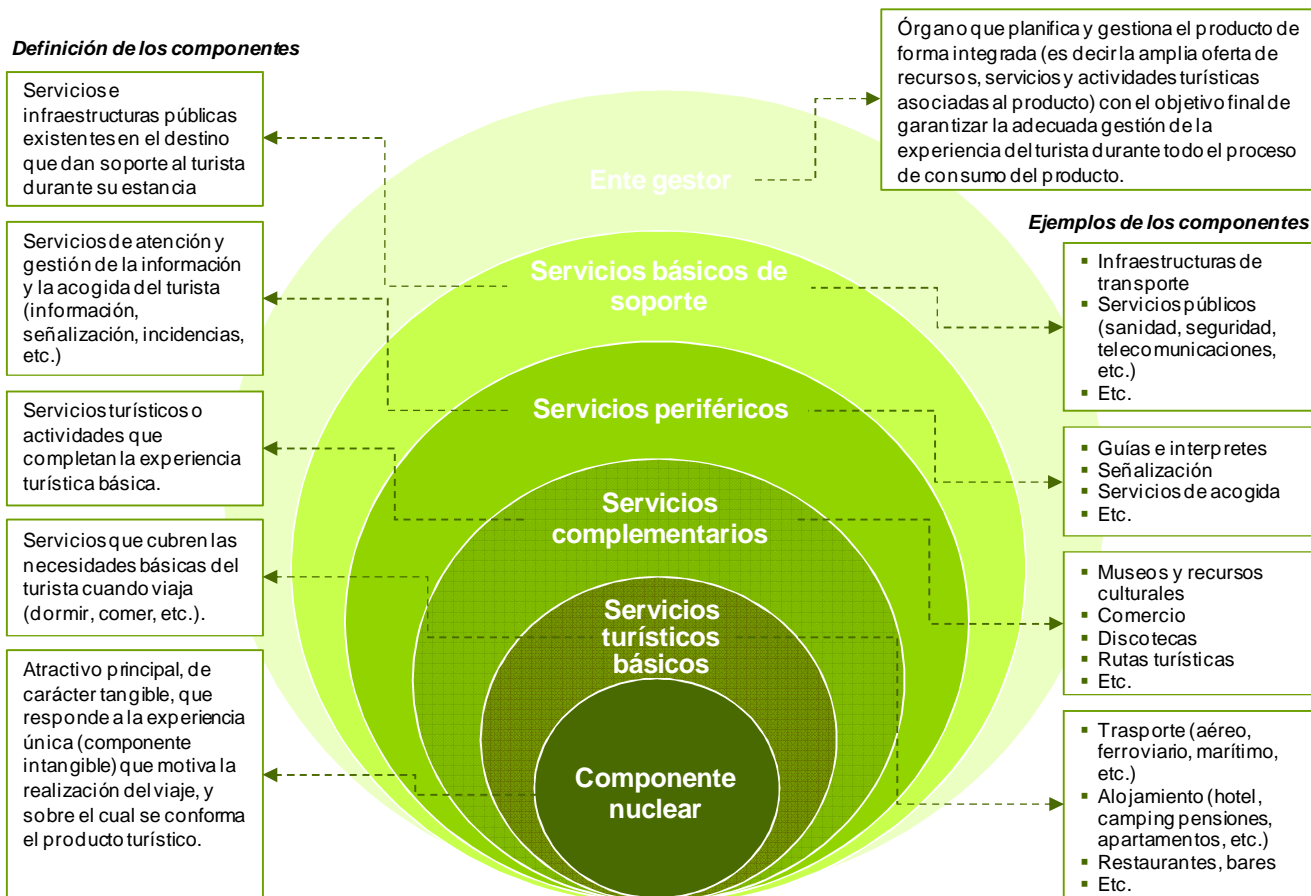 Definición de los componentes
Servicios e
infraestructuras públicas
existentes en el destino
que dan soporte al turista
durante su estancia
Servicios de atención y
gestión de la información
y la acogida del turista
(información,
señalización, incidencias,
etc.)
Servicios turísticos o
actividades que
completan la experiencia
turística básica.
Servicios que cubren las
necesidades básicas del
turista cuando viaja
(dormir, comer, etc.).
Atractivo principal, de
carácter tangible, que
responde a la experiencia
única (componente
intangible) que motiva la
realización del viaje, y
sobre el cual se conforma
el producto turístico.
Ente gestor
Servicios básicos de
soporte
Servicios periféricos
Servicios
complementarios
Servicios
turísticos
básicos
Componente
nuclear
Órgano que planifica y gestiona el producto de
forma integrada (es decir la amplia oferta de
recursos, servicios y actividades turísticas
asociadas al producto) con el objetivo final de
garantizar la adecuada gestión de la
experiencia del turista durante todo el proceso
de consumo del producto.
Ejemplos de los componentes
▪ Infraestructuras de
transporte
▪ Servicios públicos
(sanidad, seguridad,
telecomunicaciones,
etc.)
▪ Etc.
▪ Guías e interpretes
▪ Señalización
▪ Servicios de acogida
▪ Etc.
▪ Museos y recursos
culturales
▪ Comercio
▪ Discotecas
▪ Rutas turísticas
▪ Etc.
▪ Trasporte (aéreo,
ferroviario, marítimo,
etc.)
▪ Alojamiento (hotel,
camping pensiones,
apartamentos, etc.)
▪ Restaurantes, bares
▪ Etc.